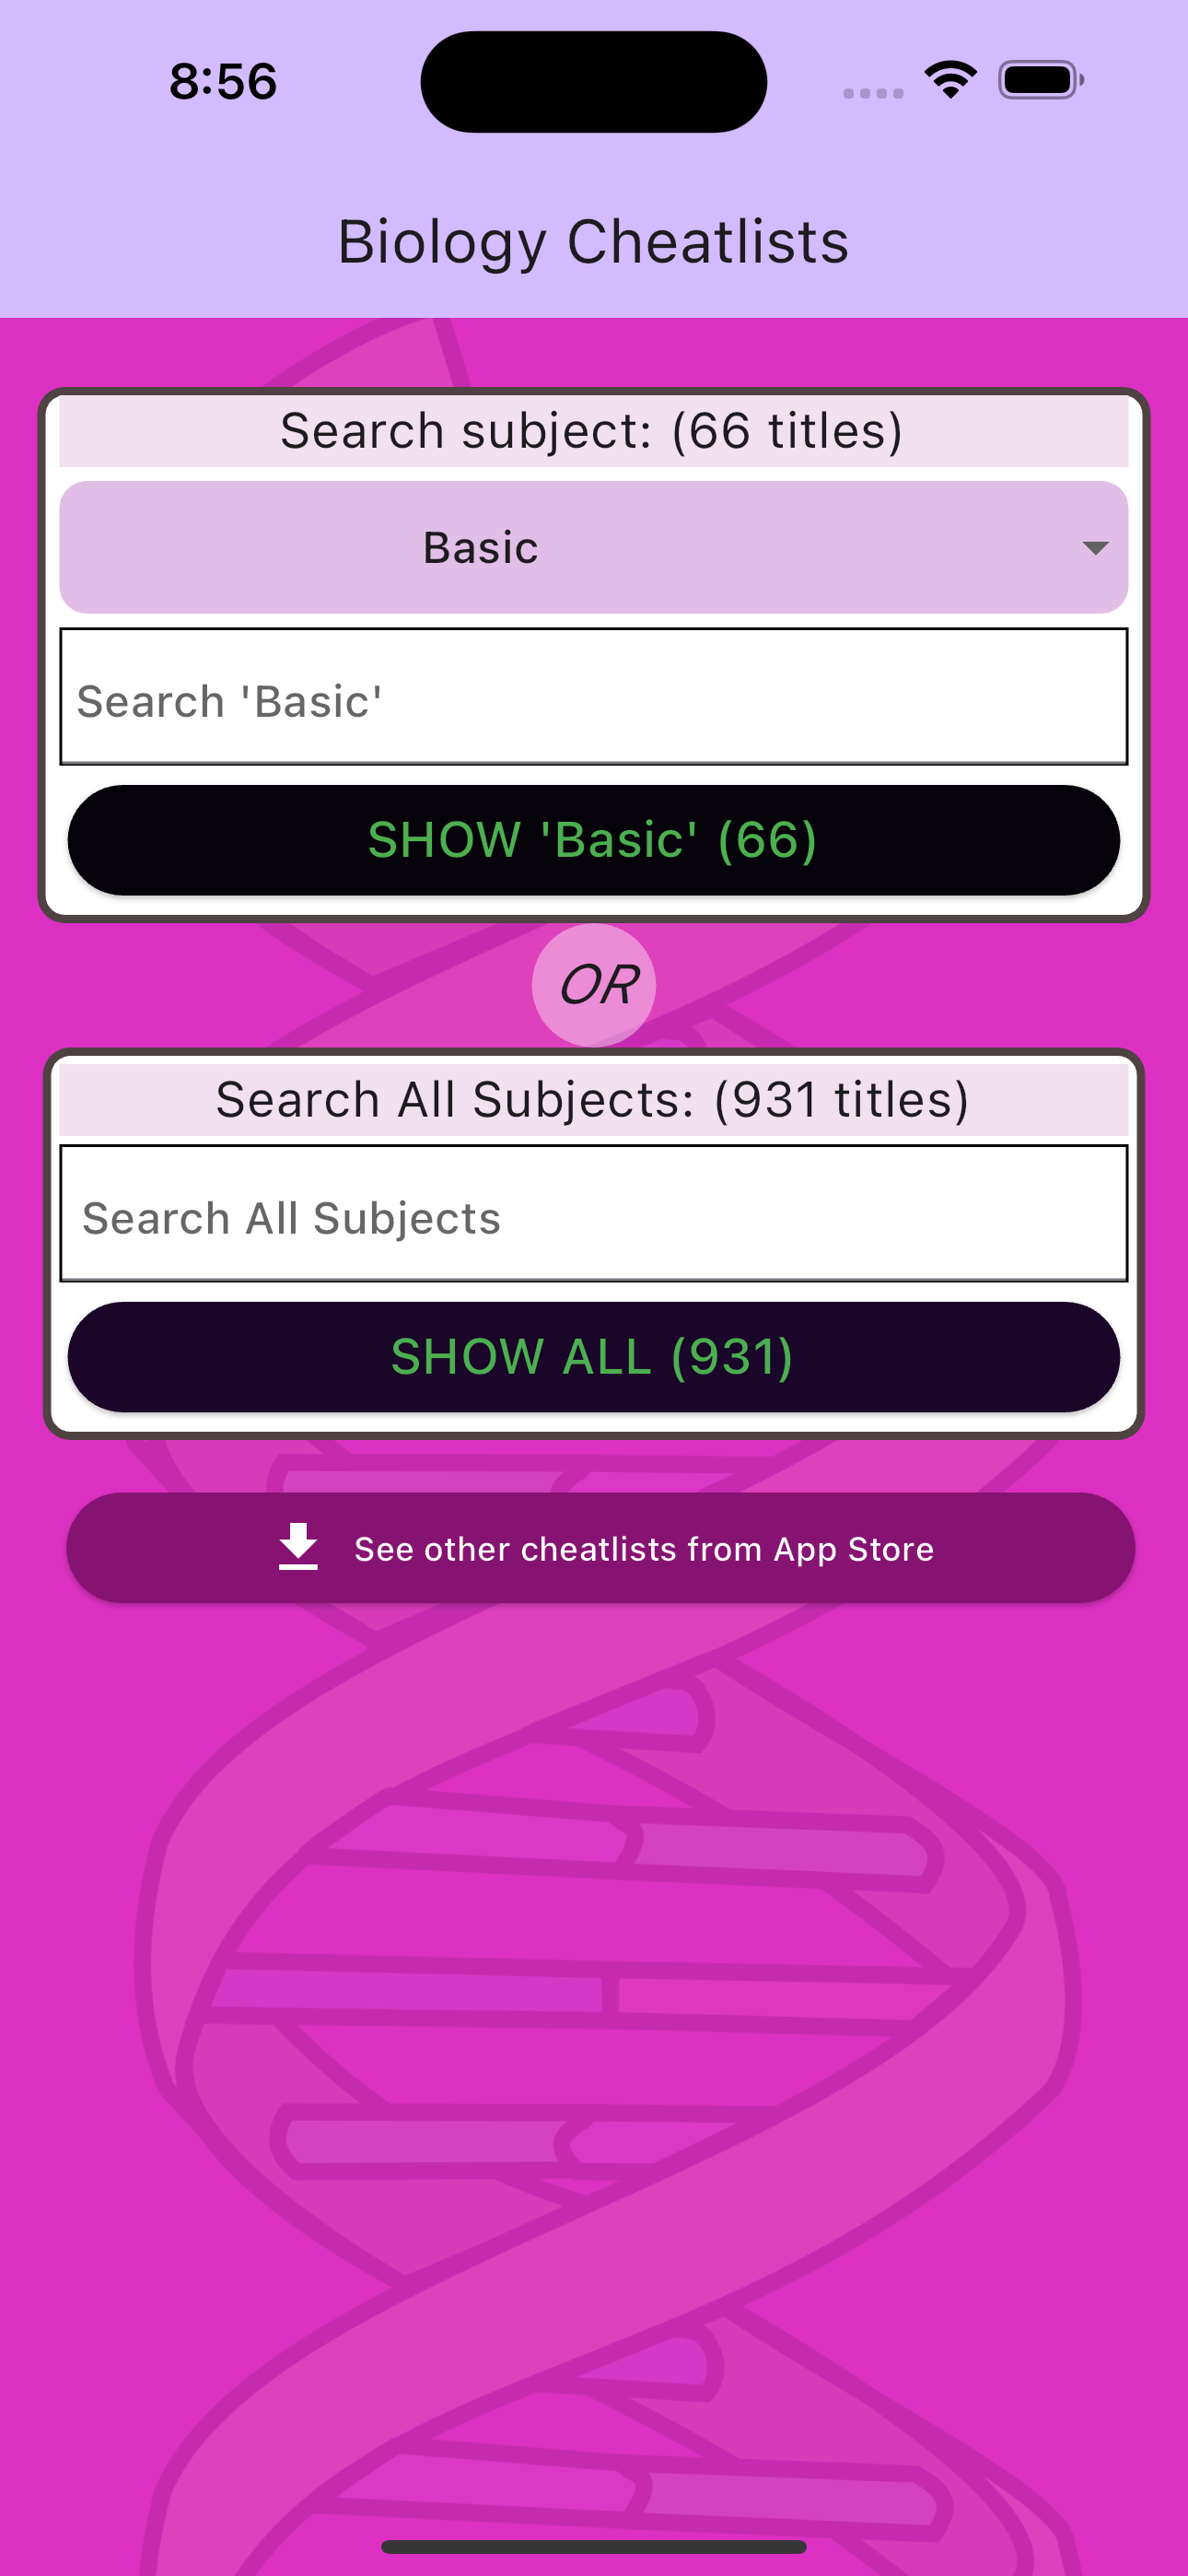 8:56
Biology Cheatlists
Search subject: (66 titles)
Basic
Search 'Basic'
SHOW 'Basic' (66)
OR
Search All Subjects: (931 titles)
Search All Subjects
SHOW ALL (931)
See other cheatlists from App Store